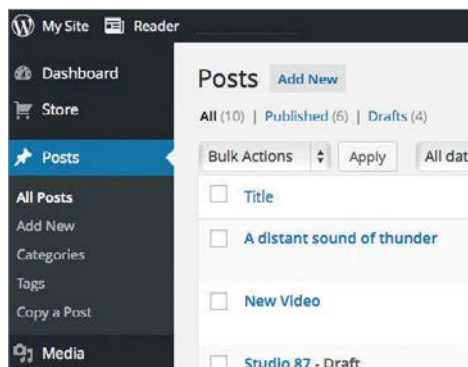 My Site Reader
Dashboard
Store
Posts
All Posts
Add New
Categories
Tags
Copy a Post
Media
Posts Add New
All (10) | Published (6) | Drafts (4)
Bulk Actions Apply All dat
Title
A distant sound of thunder
New Video
Studio 87 - Draft